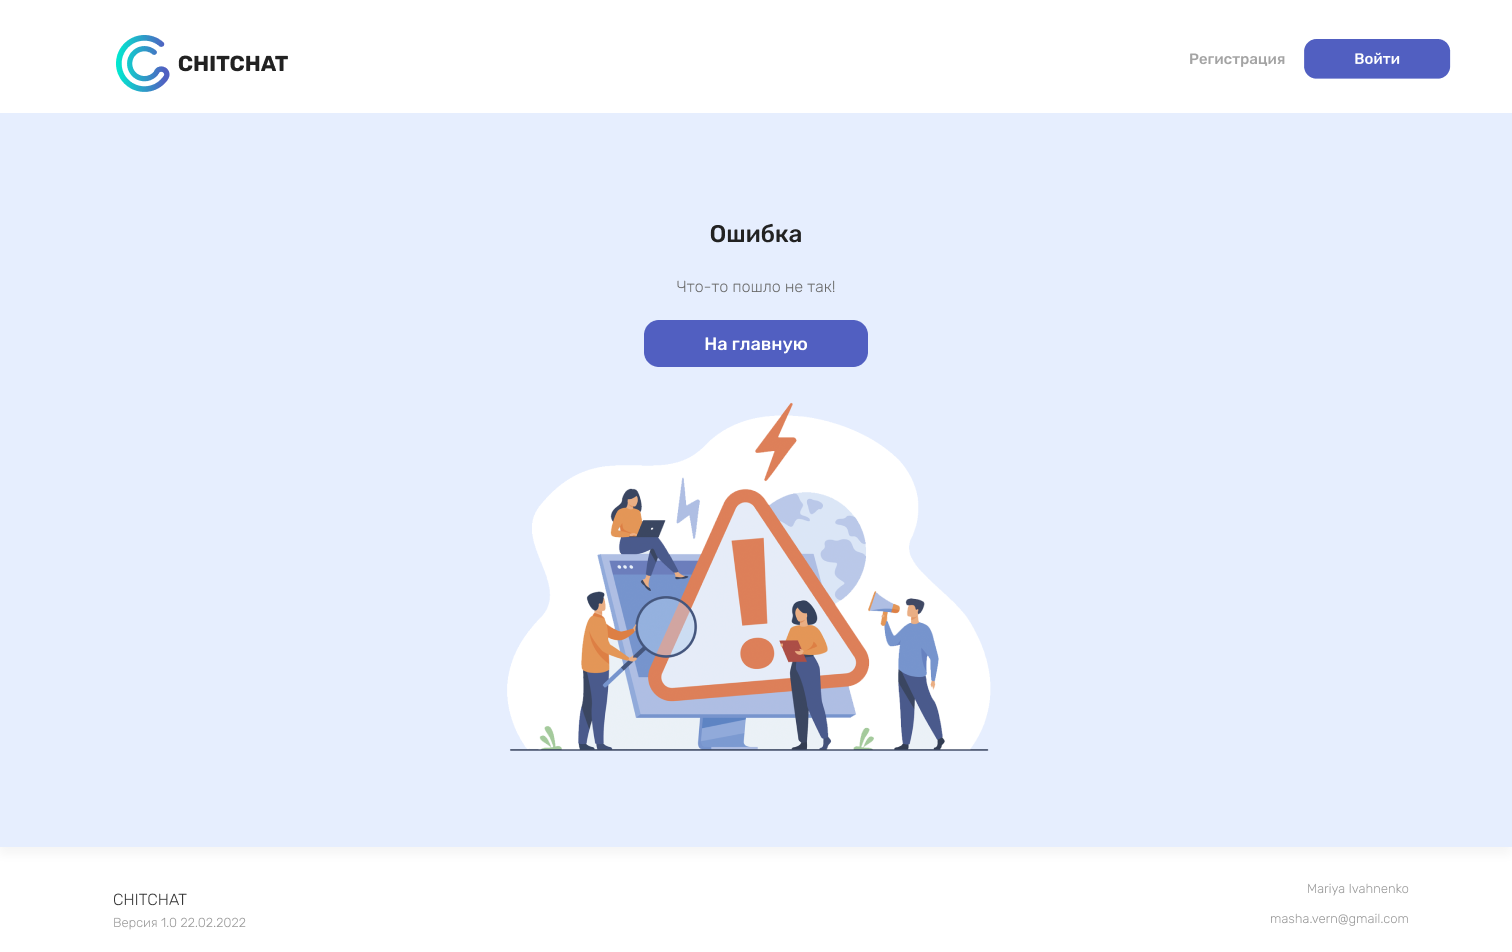 CHITCHAT
Регистрация
Войти
Ошибка
Что-то пошло не так!
На главную
CHITCHAT
Версия 1.0 22.02.2022
Mariya Ivahnenko
masha.vern@gmail.com